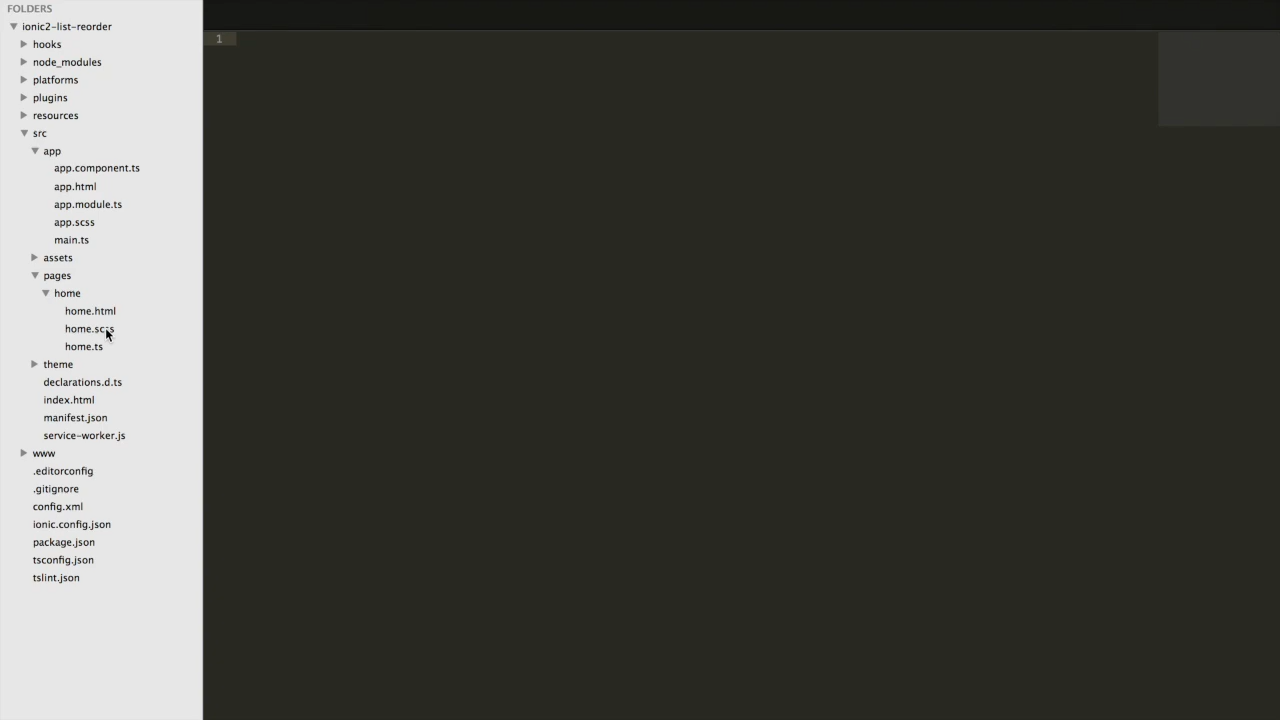 FOLDERS
ionic2-list-reorder
hooks
node_modules
platforms
plugins
resources
src
app
app.component.ts
app.html
app.module.ts
app.scss
main.ts
assets
pages
home
home.html
home.scss
home.ts
theme
declarations.d.ts
index.html
manifest.json
service-worker.js
www
.editorconfig
.gitignore
config.xml
ionic.config.json
package.json
tsconfig.json
tslint.json
1